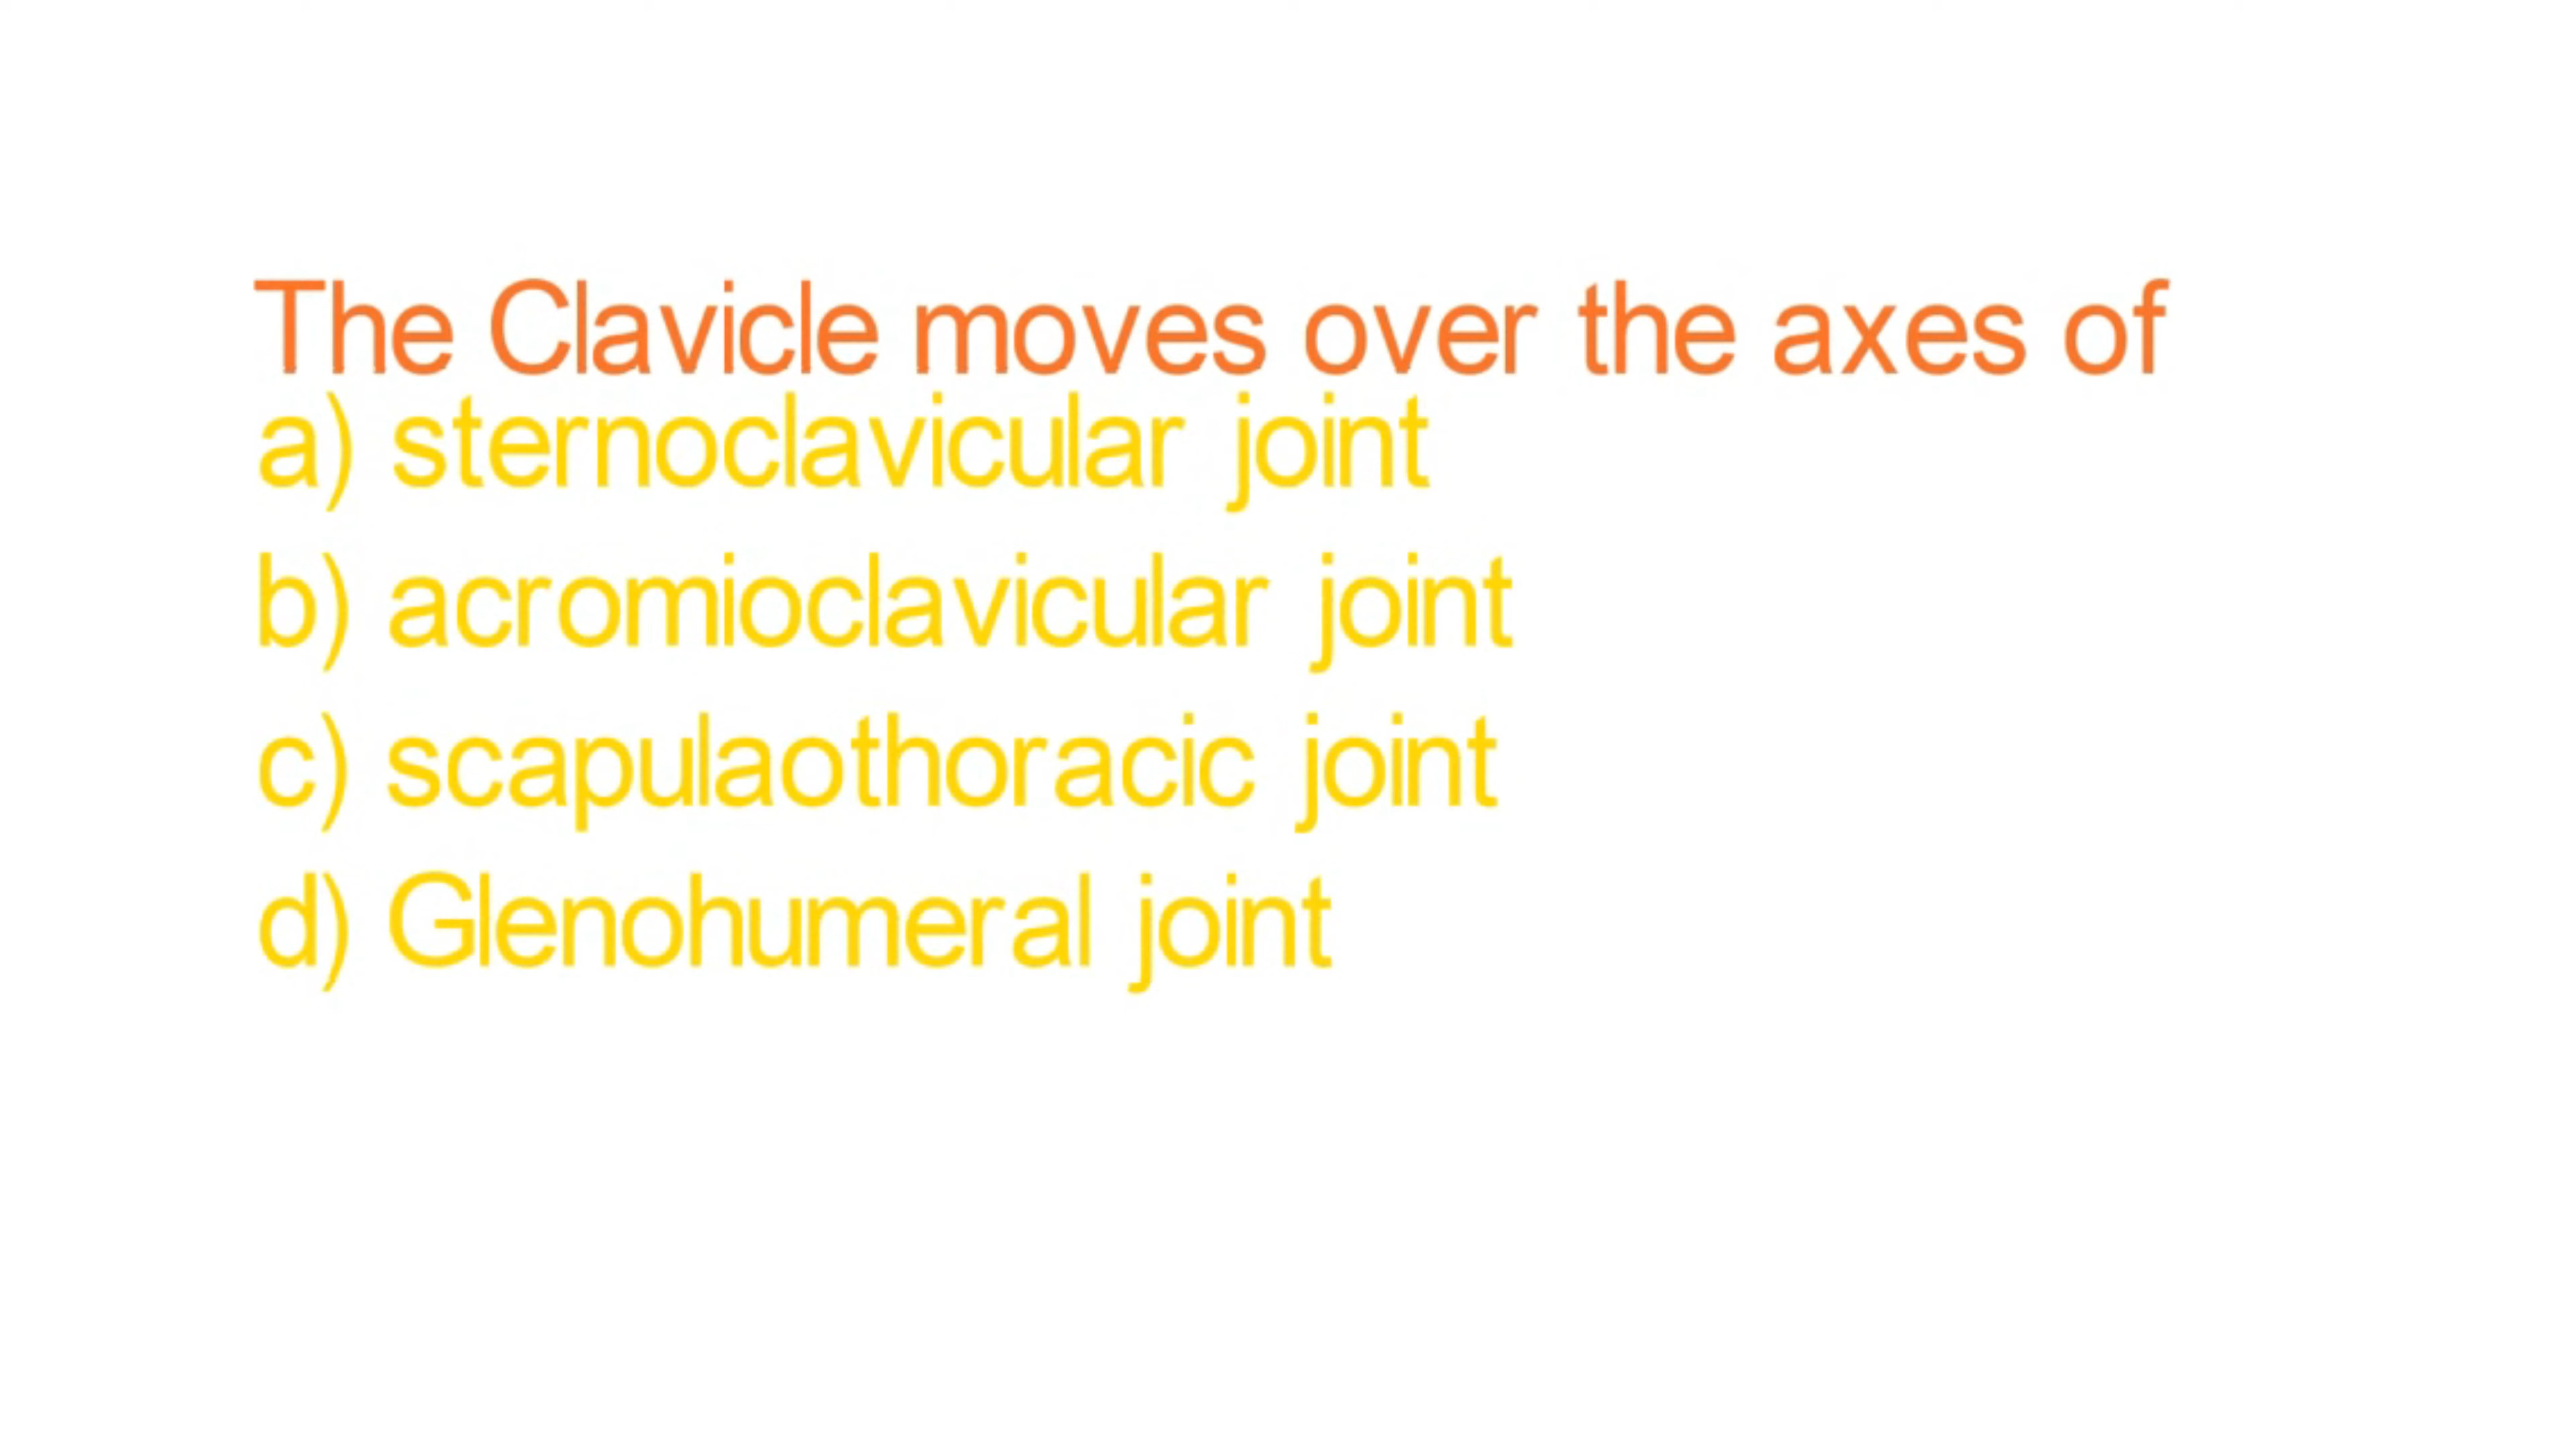 The Clavicle moves over the axes of
a) sternoclavicular joint
b) acromioclavicular joint
c) scapulaothoracic joint
d) Glenohumeral joint